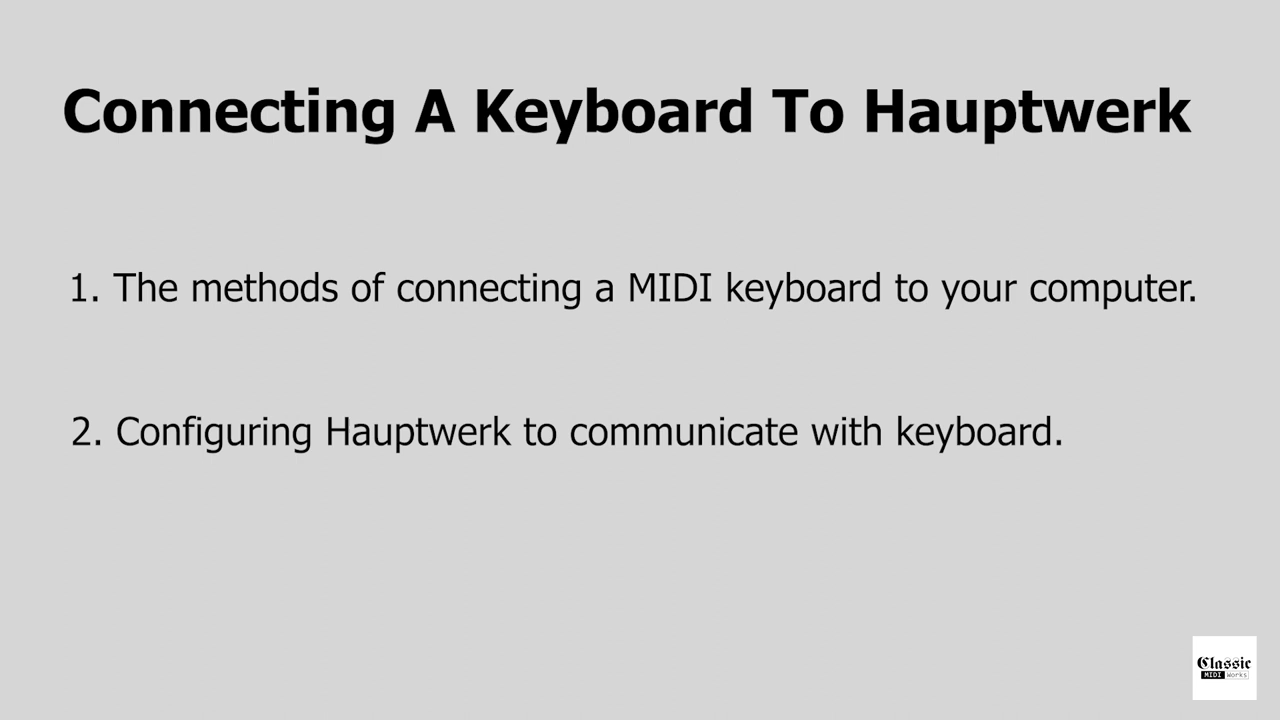 Connecting A Keyboard To Hauptwerk
1. The methods of connecting a MIDI keyboard to your computer.
2. Configuring Hauptwerk to communicate with keyboard.
Classic
MIDI Works